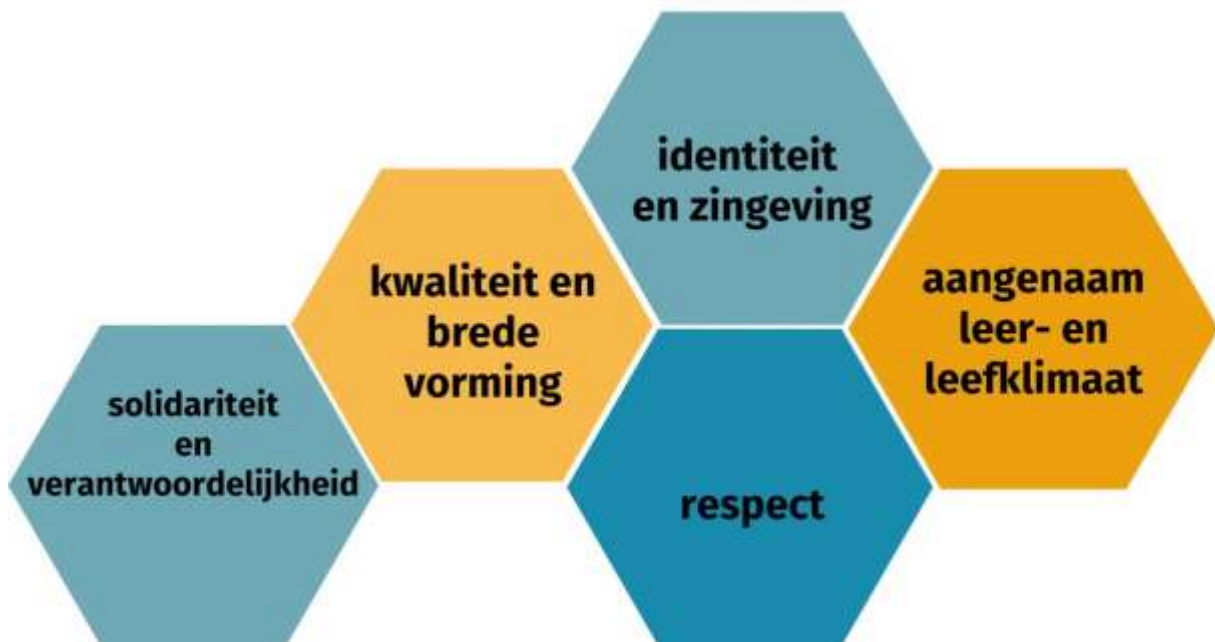 solidariteit
en
verantwoordelijkheid
kwaliteit en
brede
vorming
identiteit
en zingeving
respect
aangenaam
leer- en
leefklimaat